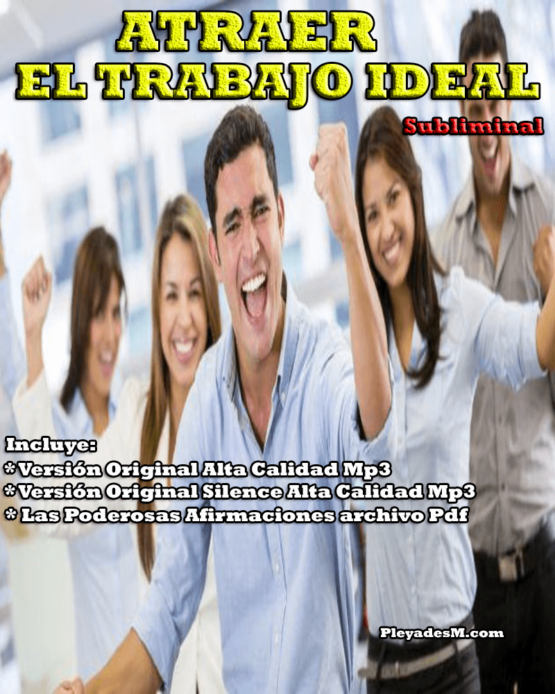 ATRAER
EL TRABAJO IDEAL
Subliminal
Incluye:
*Versión Original Alta Calidad Mp3
*Versión Original Silence Alta Calidad Mp3
* Las Poderosas Afirmaciones archivo Pdf
PleyadesM.com